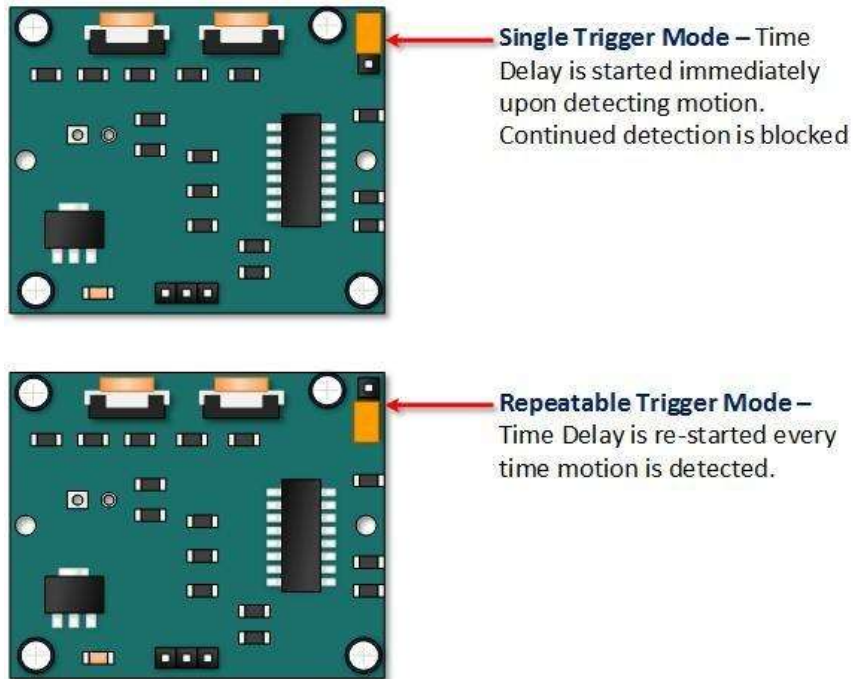 Single Trigger Mode – Time
Delay is started immediately
upon detecting motion.
Continued detection is blocked
Repeatable Trigger Mode –
Time Delay is re-started every
time motion is detected.